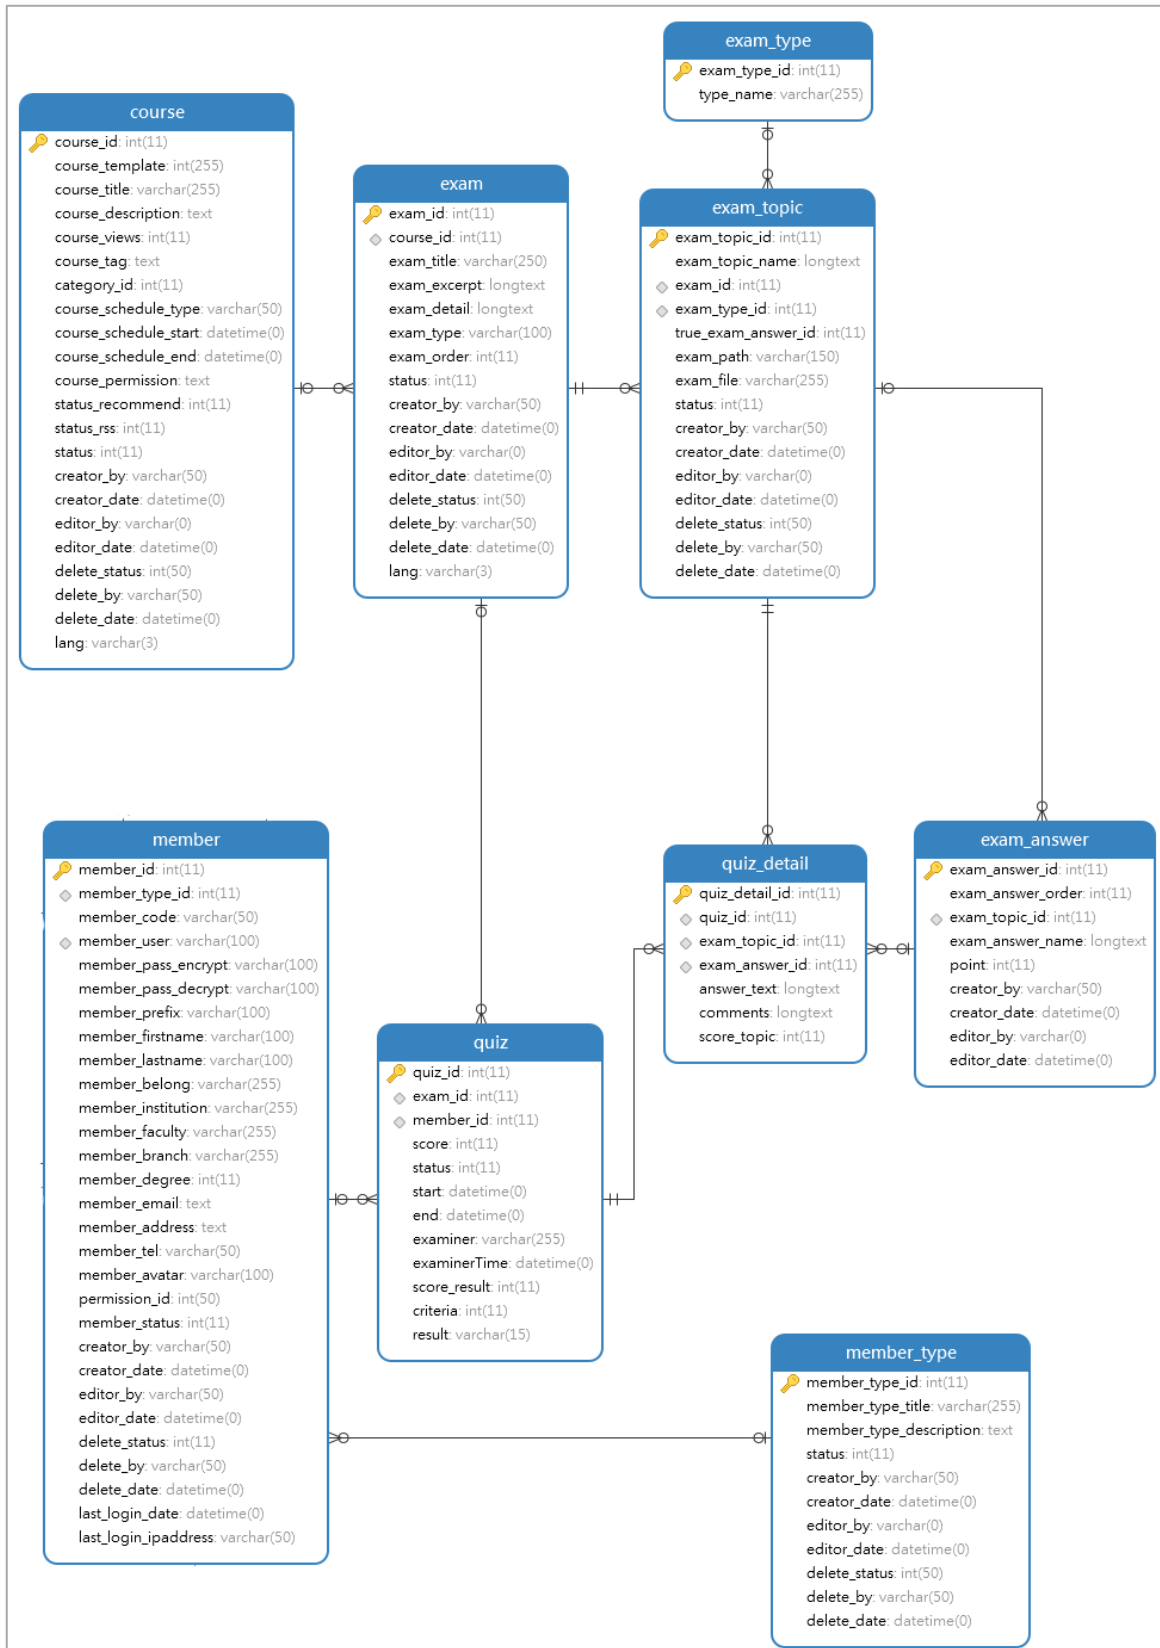 exam_type
exam_type_id: int(11)
type_name: varchar(255)
course
course_id: int(11)
course_template: int(255)
course_title: varchar(255)
course_description: text
course_views: int(11)
course_tag: text
category_id: int(11)
course_schedule_type: varchar(50)
course_schedule_start: datetime(0)
course_schedule_end: datetime(0)
course_permission: text
status_recommend: int(11)
status_rss: int(11)
status: int(11)
creator_by: varchar(50)
creator_date: datetime(0)
editor_by: varchar(0)
editor_date: datetime(0)
delete_status: int(50)
delete_by: varchar(50)
delete_date: datetime(0)
lang: varchar(3)
exam
exam_id: int(11)
course_id: int(11)
exam_title: varchar(250)
exam_excerpt: longtext
exam_detail: longtext
exam_type: varchar(100)
exam_order: int(11)
status: int(11)
creator_by: varchar(50)
creator_date: datetime(0)
editor_by: varchar(0)
editor_date: datetime(0)
delete_status: int(50)
delete_by: varchar(50)
delete_date: datetime(0)
lang: varchar(3)
exam_topic
exam_topic_id: int(11)
exam_topic_name: longtext
exam_id: int(11)
exam_type_id: int(11)
true_exam_answer_id: int(11)
exam_path: varchar(150)
exam_file: varchar(255)
status: int(11)
creator_by: varchar(50)
creator_date: datetime(0)
editor_by: varchar(0)
editor_date: datetime(0)
delete_status: int(50)
delete_by: varchar(50)
delete_date: datetime(0)
member
member_id: int(11)
member_type_id: int(11)
member_code: varchar(50)
member_user: varchar(100)
member_pass_encrypt: varchar(100)
member_pass_decrypt: varchar(100)
member_prefix: varchar(100)
member_firstname: varchar(100)
member_lastname: varchar(100)
member_belong: varchar(255)
member_institution: varchar(255)
member_faculty: varchar(255)
member_branch: varchar(255)
member_degree: int(11)
member_email: text
member_address: text
member_tel: varchar(50)
member_avatar: varchar(100)
permission_id: int(50)
member_status: int(11)
creator_by: varchar(50)
creator_date: datetime(0)
editor_by: varchar(50)
editor_date: datetime(0)
delete_status: int(11)
delete_by: varchar(50)
delete_date: datetime(0)
last_login_date: datetime(0)
last_login_ipaddress: varchar(50)
quiz
quiz_id: int(11)
exam_id: int(11)
member_id: int(11)
score: int(11)
status: int(11)
start: datetime(0)
end: datetime(0)
examiner: varchar(255)
examinerTime: datetime(0)
score_result: int(11)
criteria: int(11)
result: varchar(15)
quiz_detail
quiz_detail_id: int(11)
quiz_id: int(11)
exam_topic_id: int(11)
exam_answer_id: int(11)
answer_text: longtext
comments: longtext
score_topic: int(11)
exam_answer
exam_answer_id: int(11)
exam_answer_order: int(11)
exam_topic_id: int(11)
exam_answer_name: longtext
point: int(11)
creator_by: varchar(50)
creator_date: datetime(0)
editor_by: varchar(0)
editor_date: datetime(0)
member_type
member_type_id: int(11)
member_type_title: varchar(255)
member_type_description: text
status: int(11)
creator_by: varchar(50)
creator_date: datetime(0)
editor_by: varchar(0)
editor_date: datetime(0)
delete_status: int(50)
delete_by: varchar(50)
delete_date: datetime(0)